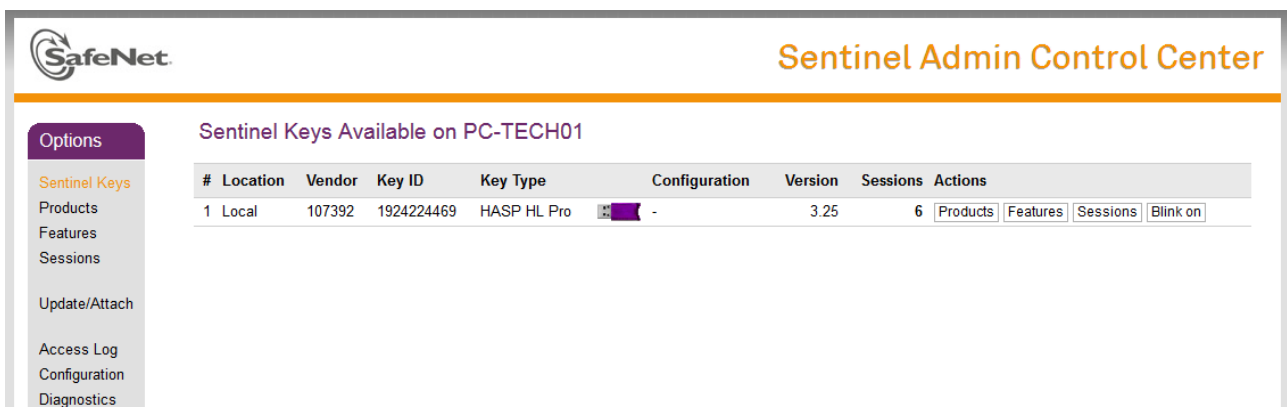 SafeNet.
Sentinel Admin Control Center
Options
Sentinel Keys
Products
Features
Sessions
Update/Attach
Access Log
Configuration
Diagnostics
Sentinel Keys Available on PC-TECH01
# Location Vendor Key ID Key Type Configuration Version Sessions Actions
1 Local 107392 1924224469 HASP HL Pro - 3.25 6 Products Features Sessions Blink on